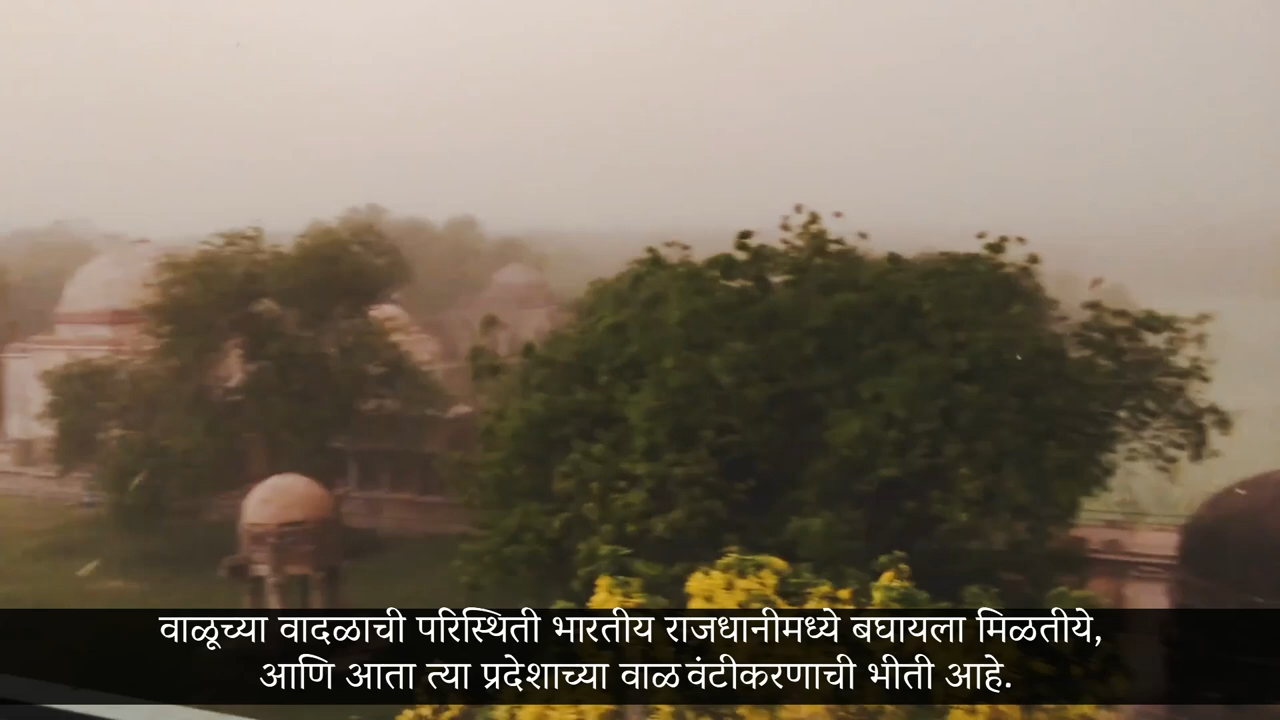 वाळूच्या वादळाची परिस्थिती भारतीय राजधानीमध्ये बघायला मिळतीये,
आणि आता त्या प्रदेशाच्या वाळवंटीकरणाची भीती आहे.